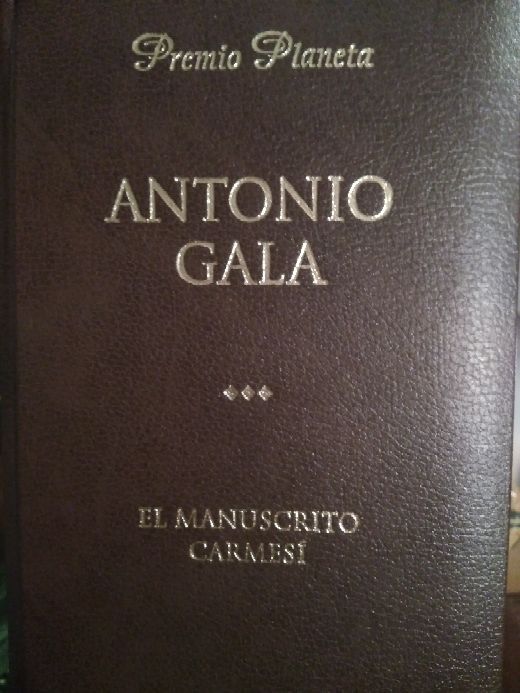 Premio Planeta
ANTONIO
GALA
EL MANUSCRITO
CARMESÍ